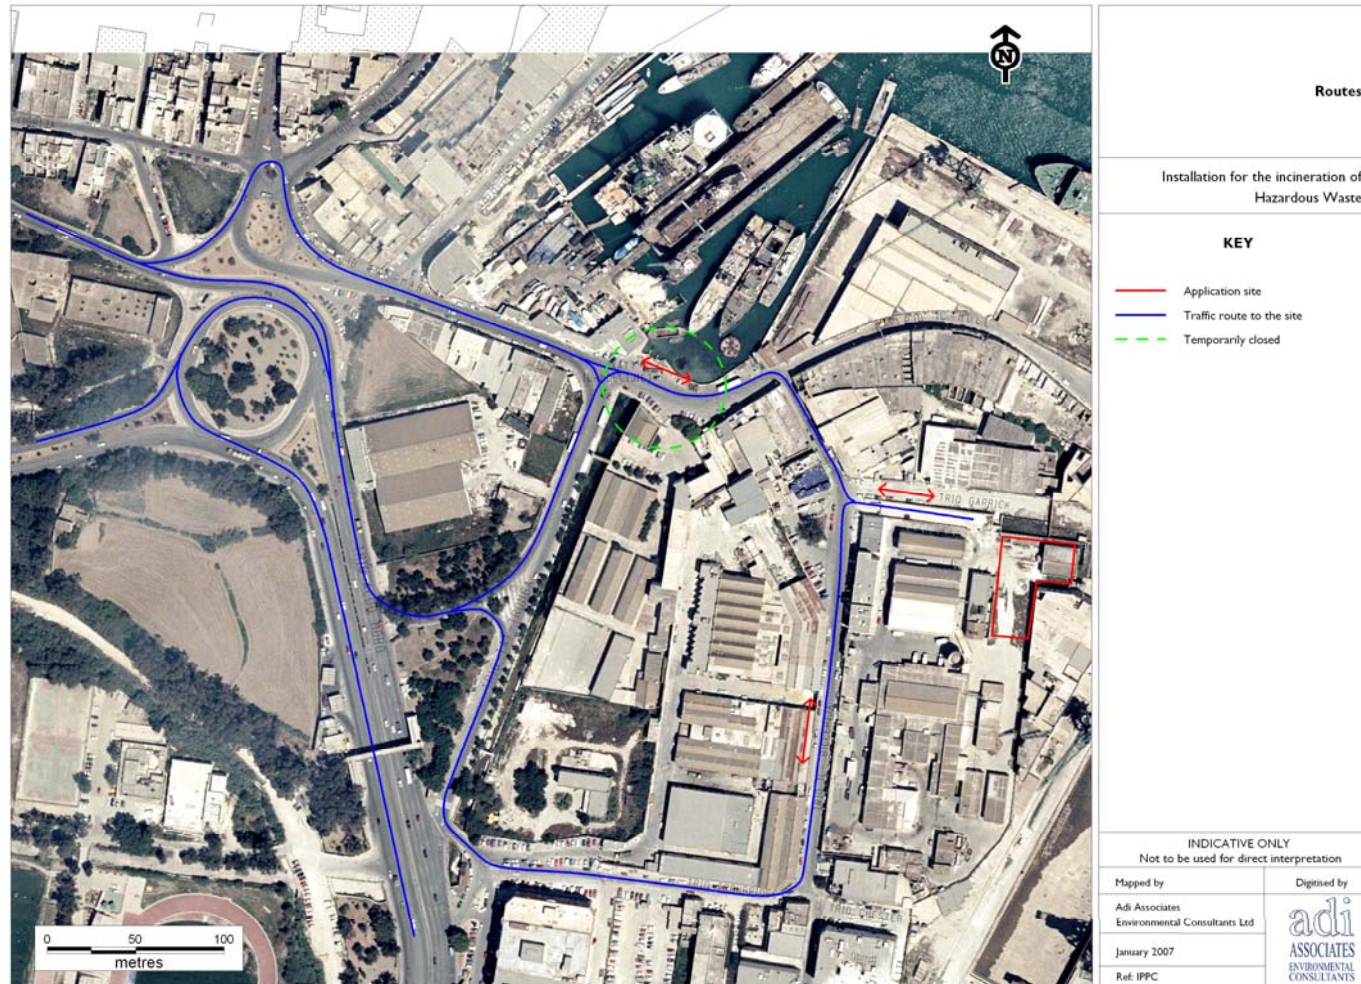 N
Routes
Installation for the incineration of
Hazardous Waste
KEY
Application site
Traffic route to the site
Temporarily closed
TRIQ GARRICK
0 50 100
metres
INDICATIVE ONLY
Not to be used for direct interpretation
Mapped by
Digitised by
Adi Associates
Environmental Consultants Ltd
January 2007
Ref: IPPC
adi
ASSOCIATES
ENVIRONMENTAL
CONSULTANTS